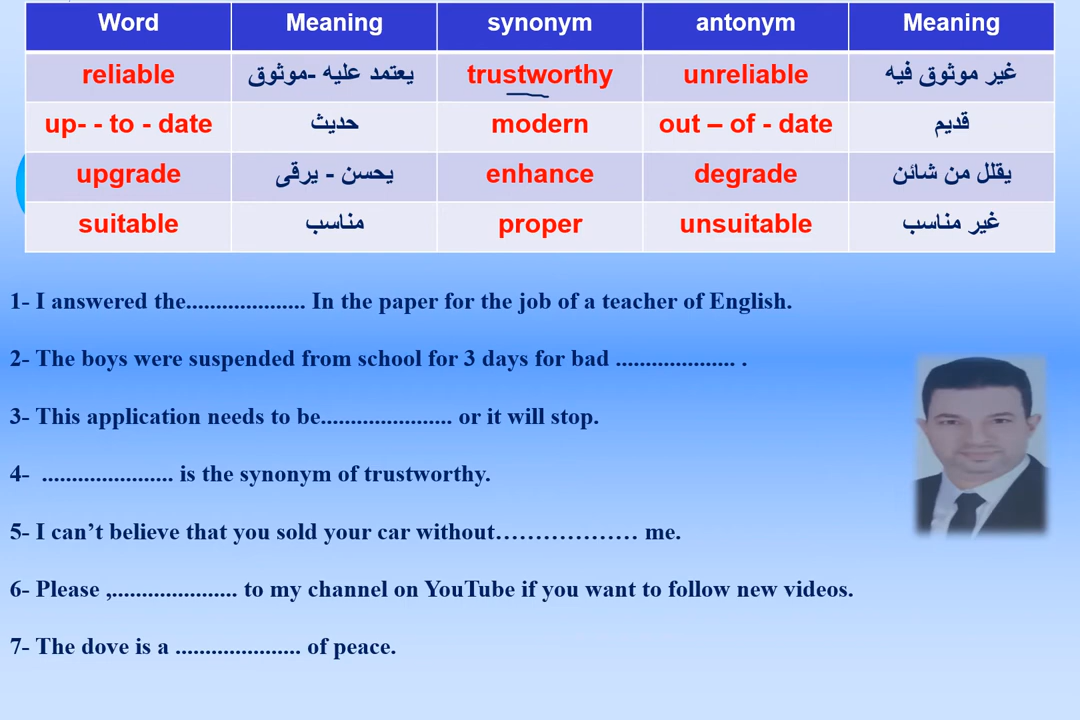 Word Meaning synonym antonym Meaning
reliable يعتمد عليه -موثوق trustworthy unreliable غير موثوق فيه
up- - to - date حديث modern out – of - date قديم
upgrade يحسن - يرقى enhance degrade يقلل من شائن
suitable مناسب proper unsuitable غير مناسب
1- I answered the.................... In the paper for the job of a teacher of English.
2- The boys were suspended from school for 3 days for bad .................... .
3- This application needs to be...................... or it will stop.
4- ...................... is the synonym of trustworthy.
5- I can’t believe that you sold your car without……………… me.
6- Please ,..................... to my channel on YouTube if you want to follow new videos.
7- The dove is a ..................... of peace.